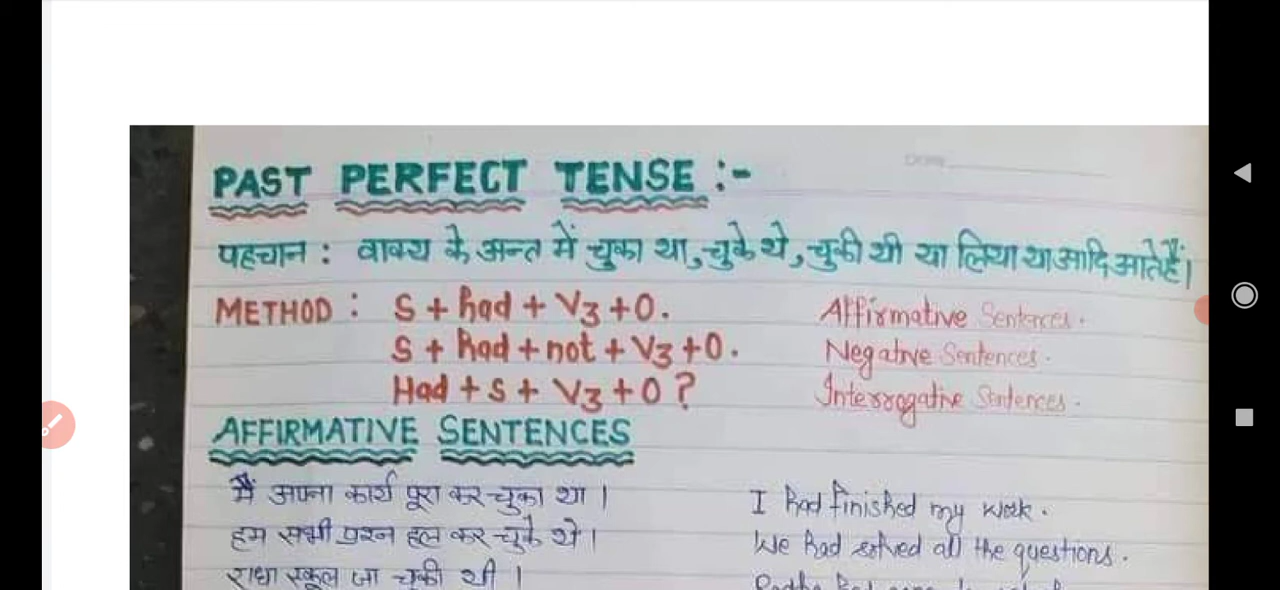 PAST PERFECT TENSE :-
पहचान : वाक्य के अन्त में चुका था, चुके थे, चुकी थी या लिया था आदि आते हैं।
METHOD : S + had + V3 + O. Affirmative Sentences.
S + had + not + V3 + O. Negative Sentences.
Had + S + V3 + O ? Interrogative Sentences.
AFFIRMATIVE SENTENCES
मैं अपना कार्य पूरा कर चुका था। I had finished my work.
हम सभी प्रश्न हल कर चुके थे। We had solved all the questions.
राधा स्कूल जा चुकी थी।